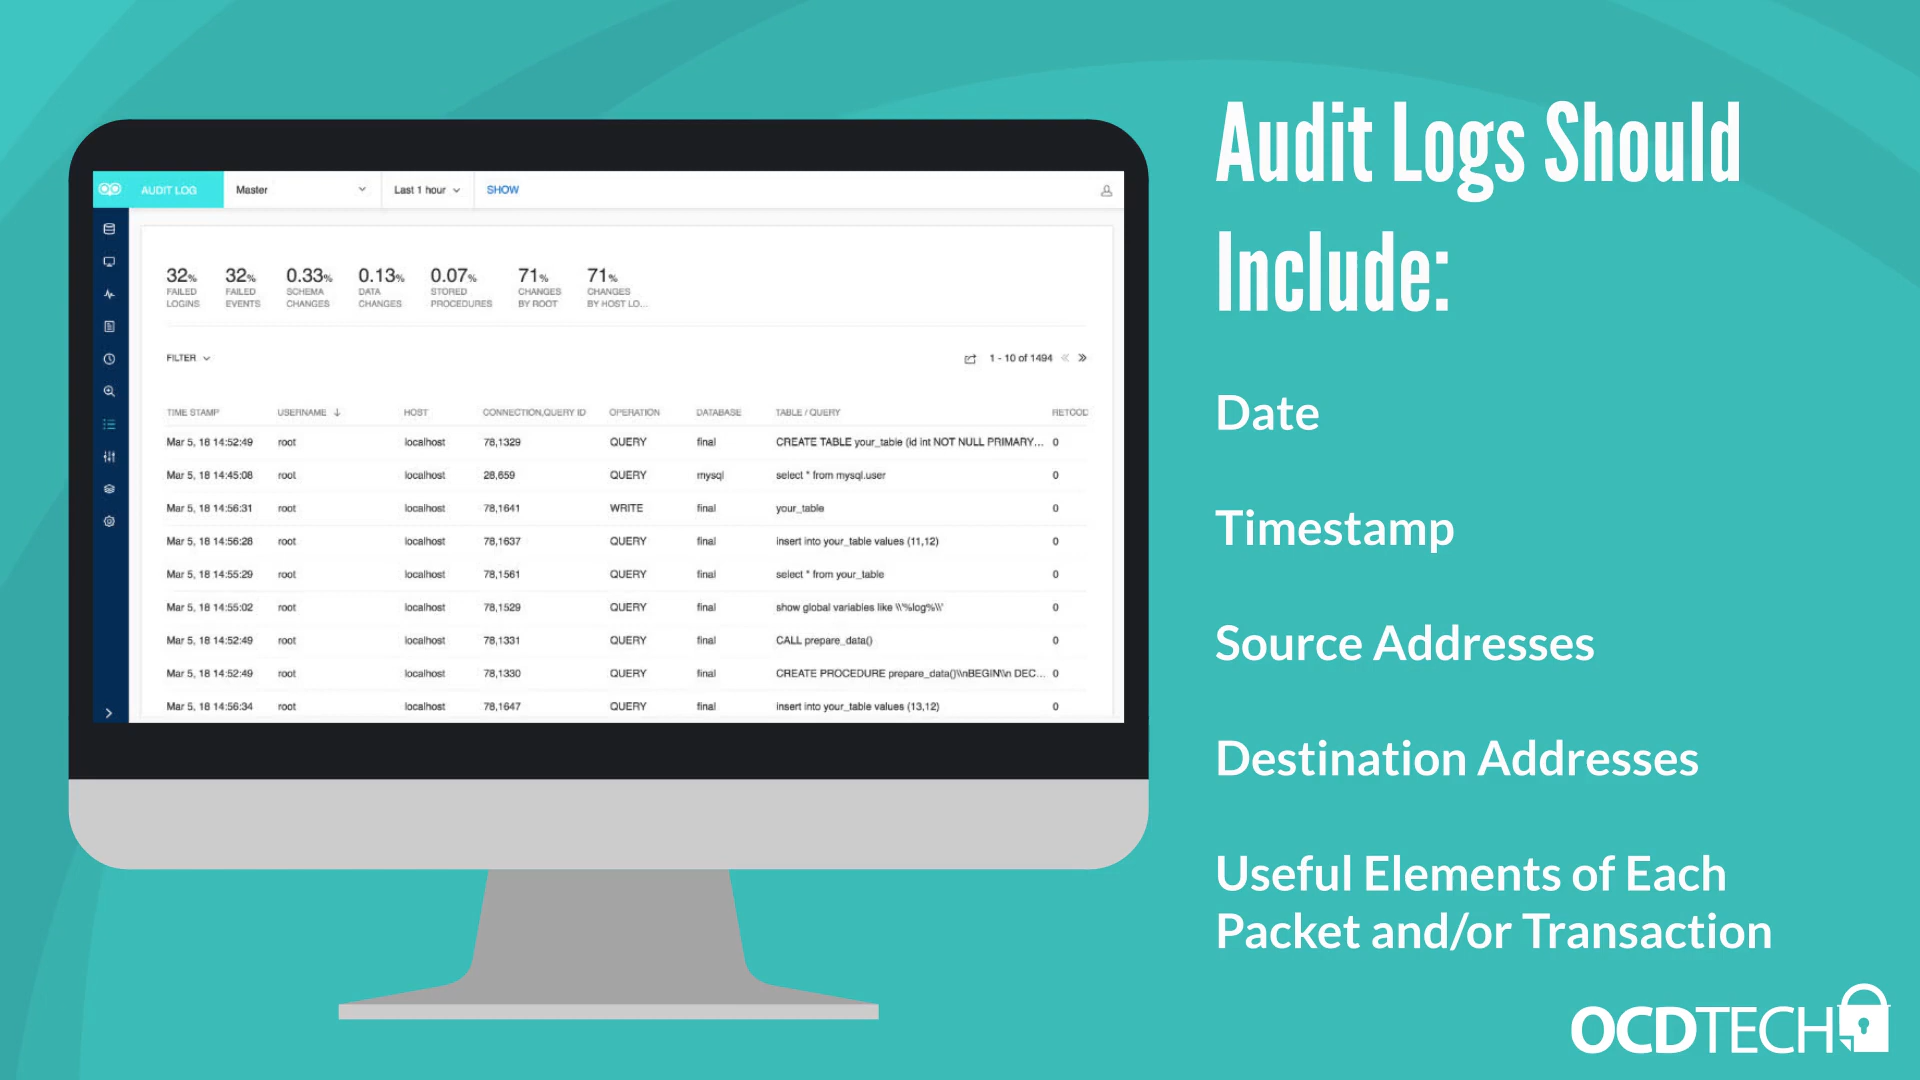 AUDIT LOG Master Last 1 hour SHOW
32% 32% 0.33% 0.13% 0.07% 71% 71%
FAILED FAILED SCHEMA DATA STORED CHANGES CHANGES
LOGINS EVENTS CHANGES CHANGES PROCEDURES BY ROOT BY HOST LO...
FILTER 1 - 10 of 1494
TIME STAMP USERNAME HOST CONNECTION,QUERY ID OPERATION DATABASE TABLE / QUERY RETCOD
Mar 5, 18 14:52:49 root localhost 78,1329 QUERY final CREATE TABLE your_table (id int NOT NULL PRIMARY... 0
Mar 5, 18 14:45:08 root localhost 28,659 QUERY mysql select * from mysql.user 0
Mar 5, 18 14:56:31 root localhost 78,1641 WRITE final your_table 0
Mar 5, 18 14:56:28 root localhost 78,1637 QUERY final insert into your_table values (11,12) 0
Mar 5, 18 14:55:29 root localhost 78,1561 QUERY final select * from your_table 0
Mar 5, 18 14:55:02 root localhost 78,1529 QUERY final show global variables like \\'%log%\\' 0
Mar 5, 18 14:52:49 root localhost 78,1331 QUERY final CALL prepare_data() 0
Mar 5, 18 14:52:49 root localhost 78,1330 QUERY final CREATE PROCEDURE prepare_data()\\nBEGIN\\n DEC... 0
Mar 5, 18 14:56:34 root localhost 78,1647 QUERY final insert into your_table values (13,12) 0
Audit Logs Should
Include:
Date
Timestamp
Source Addresses
Destination Addresses
Useful Elements of Each
Packet and/or Transaction
OCDTECH